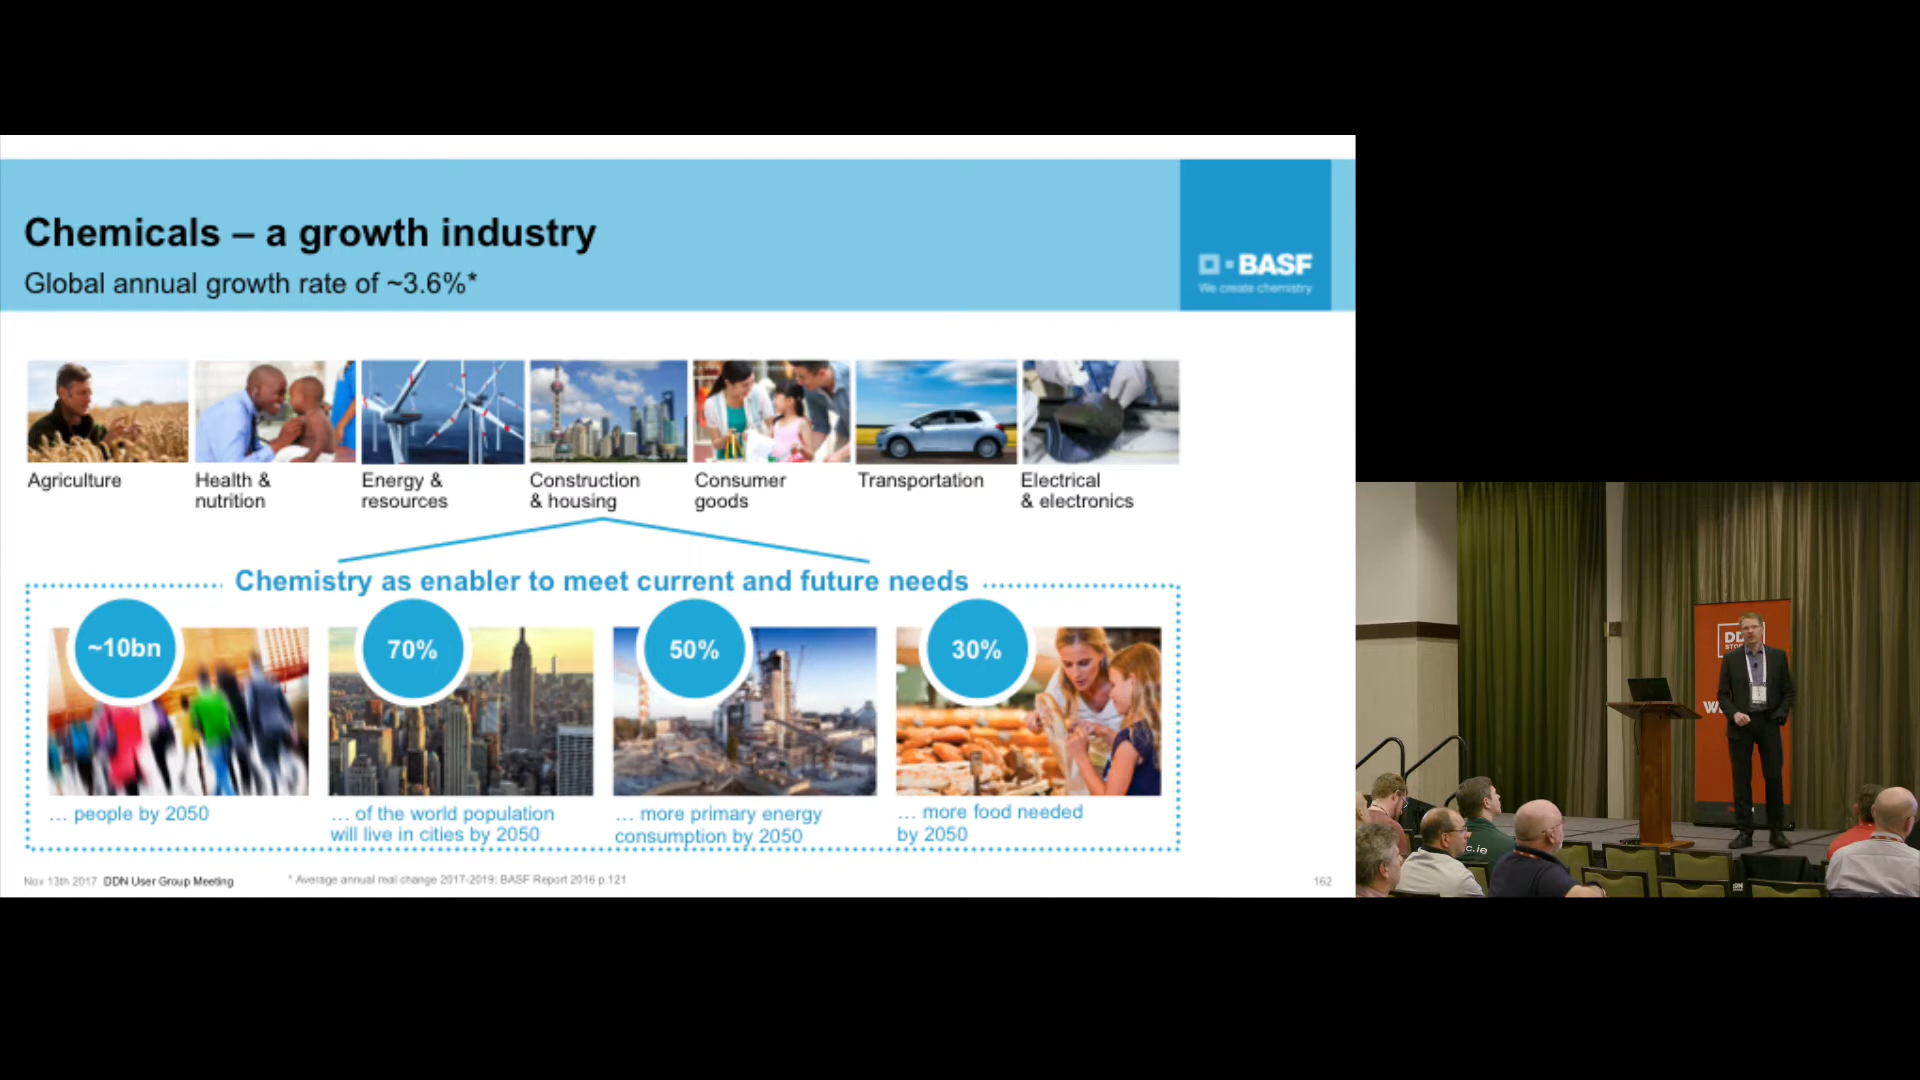 Chemicals – a growth industry
Global annual growth rate of ~3.6%*
BASF
We create chemistry
Agriculture
Health &
nutrition
Energy &
resources
Construction
& housing
Consumer
goods
Transportation
Electrical
& electronics
Chemistry as enabler to meet current and future needs
~10bn
70%
50%
30%
… people by 2050
… of the world population
will live in cities by 2050
… more primary energy
consumption by 2050
… more food needed
by 2050
Nov 13th 2017 DDN User Group Meeting
* Average annual real change 2017-2019; BASF Report 2016 p.121
162
c.ie